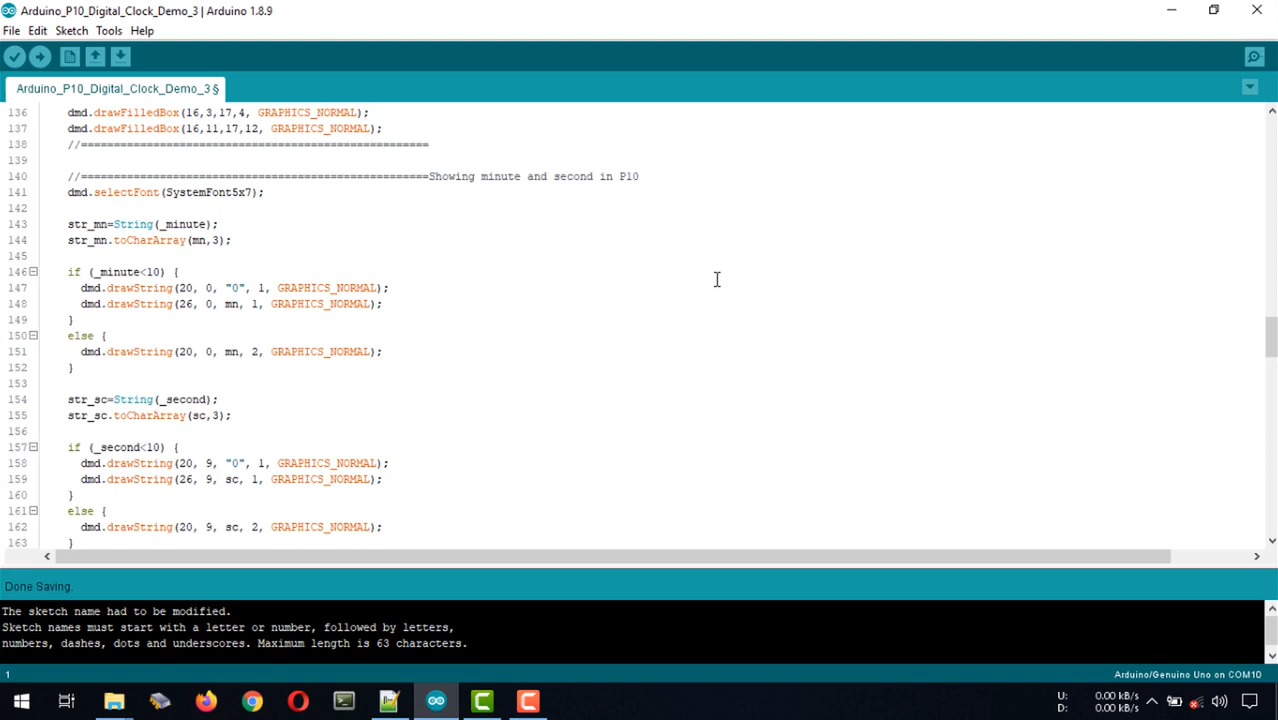 Arduino_P10_Digital_Clock_Demo_3 | Arduino 1.8.9
File Edit Sketch Tools Help
Arduino_P10_Digital_Clock_Demo_3 §
136 dmd.drawFilledBox(16,3,17,4, GRAPHICS_NORMAL);
137 dmd.drawFilledBox(16,11,17,12, GRAPHICS_NORMAL);
138 //====================================================
139
140 //====================================================Showing minute and second in P10
141 dmd.selectFont(SystemFont5x7);
142
143 str_mn=String(_minute);
144 str_mn.toCharArray(mn,3);
145
146 if (_minute<10) {
147 dmd.drawString(20, 0, "0", 1, GRAPHICS_NORMAL);
148 dmd.drawString(26, 0, mn, 1, GRAPHICS_NORMAL);
149 }
150 else {
151 dmd.drawString(20, 0, mn, 2, GRAPHICS_NORMAL);
152 }
153
154 str_sc=String(_second);
155 str_sc.toCharArray(sc,3);
156
157 if (_second<10) {
158 dmd.drawString(20, 9, "0", 1, GRAPHICS_NORMAL);
159 dmd.drawString(26, 9, sc, 1, GRAPHICS_NORMAL);
160 }
161 else {
162 dmd.drawString(20, 9, sc, 2, GRAPHICS_NORMAL);
163 }
Done Saving.
The sketch name had to be modified.
Sketch names must start with a letter or number, followed by letters,
numbers, dashes, dots and underscores. Maximum length is 63 characters.
1 Arduino/Genuino Uno on COM10
U: 0.00 kB/s
D: 0.00 kB/s